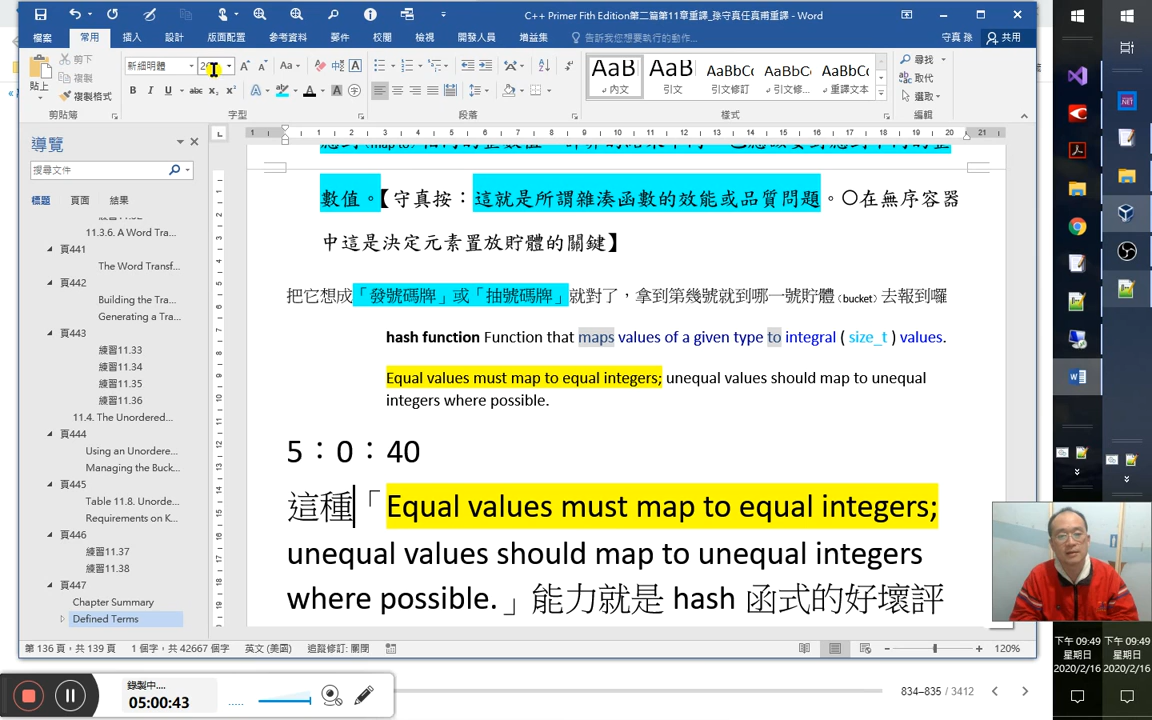 C++ Primer Fith Edition第二篇第11章重譯_孫守真任真甫重譯 - Word
檔案 常用 插入 設計 版面配置 參考資料 郵件 校閱 檢視 開發人員 增益集 告訴我您想要執行的動作... 守真 孫 共用
貼上 剪下 複製 複製格式 剪貼簿
新細明體 字型 段落
AaB AaB AaBbCc AaBbCc AaBbCc
內文 引文 引文修訂 引文修... 重譯文本 樣式
尋找 取代 選取 編輯
導覽
搜尋文件
標題 頁面 結果
11.3.6. A Word Tra...
頁441
The Word Transf...
頁442
Building the Tra...
Generating a Tra...
頁443
練習11.33
練習11.34
練習11.35
練習11.36
11.4. The Unordered...
頁444
Using an Unordere...
Managing the Buck...
頁445
Table 11.8. Unorde...
Requirements on K...
頁446
練習11.37
練習11.38
頁447
Chapter Summary
Defined Terms
數值。【守真按：這就是所謂雜湊函數的效能或品質問題。〇在無序容器
中這是決定元素置放貯體的關鍵】
把它想成「發號碼牌」或「抽號碼牌」就對了，拿到第幾號就到哪一號貯體（bucket）去報到囉
hash function Function that maps values of a given type to integral ( size_t ) values.
Equal values must map to equal integers; unequal values should map to unequal
integers where possible.
5：0：40
這種「Equal values must map to equal integers;
unequal values should map to unequal integers
where possible.」能力就是 hash 函式的好壞評
第 136 頁，共 139 頁 1 個字，共 42667 個字 英文 (美國) 追蹤修訂: 關閉 120%
錄製中....
05:00:43
834–835 / 3412
下午 09:49 下午 09:49
星期日 星期日
2020/2/16 2020/2/16